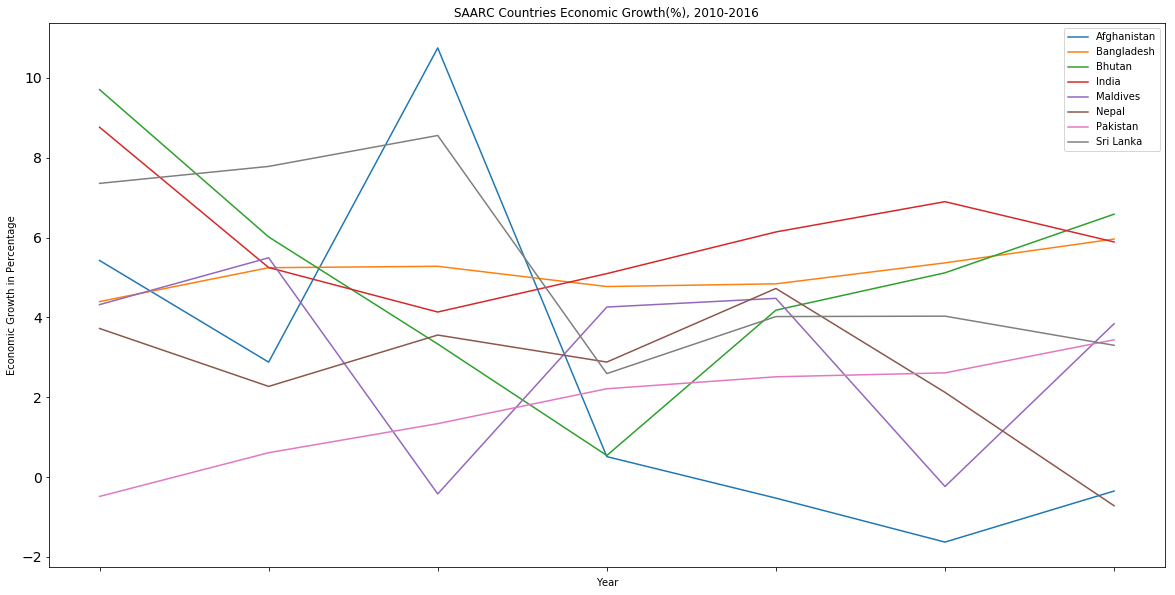 SAARC Countries Economic Growth(%), 2010-2016
Afghanistan
Bangladesh
Bhutan
India
Maldives
Nepal
Pakistan
Sri Lanka
10
8
6
4
2
0
−2
Economic Growth in Percentage
Year